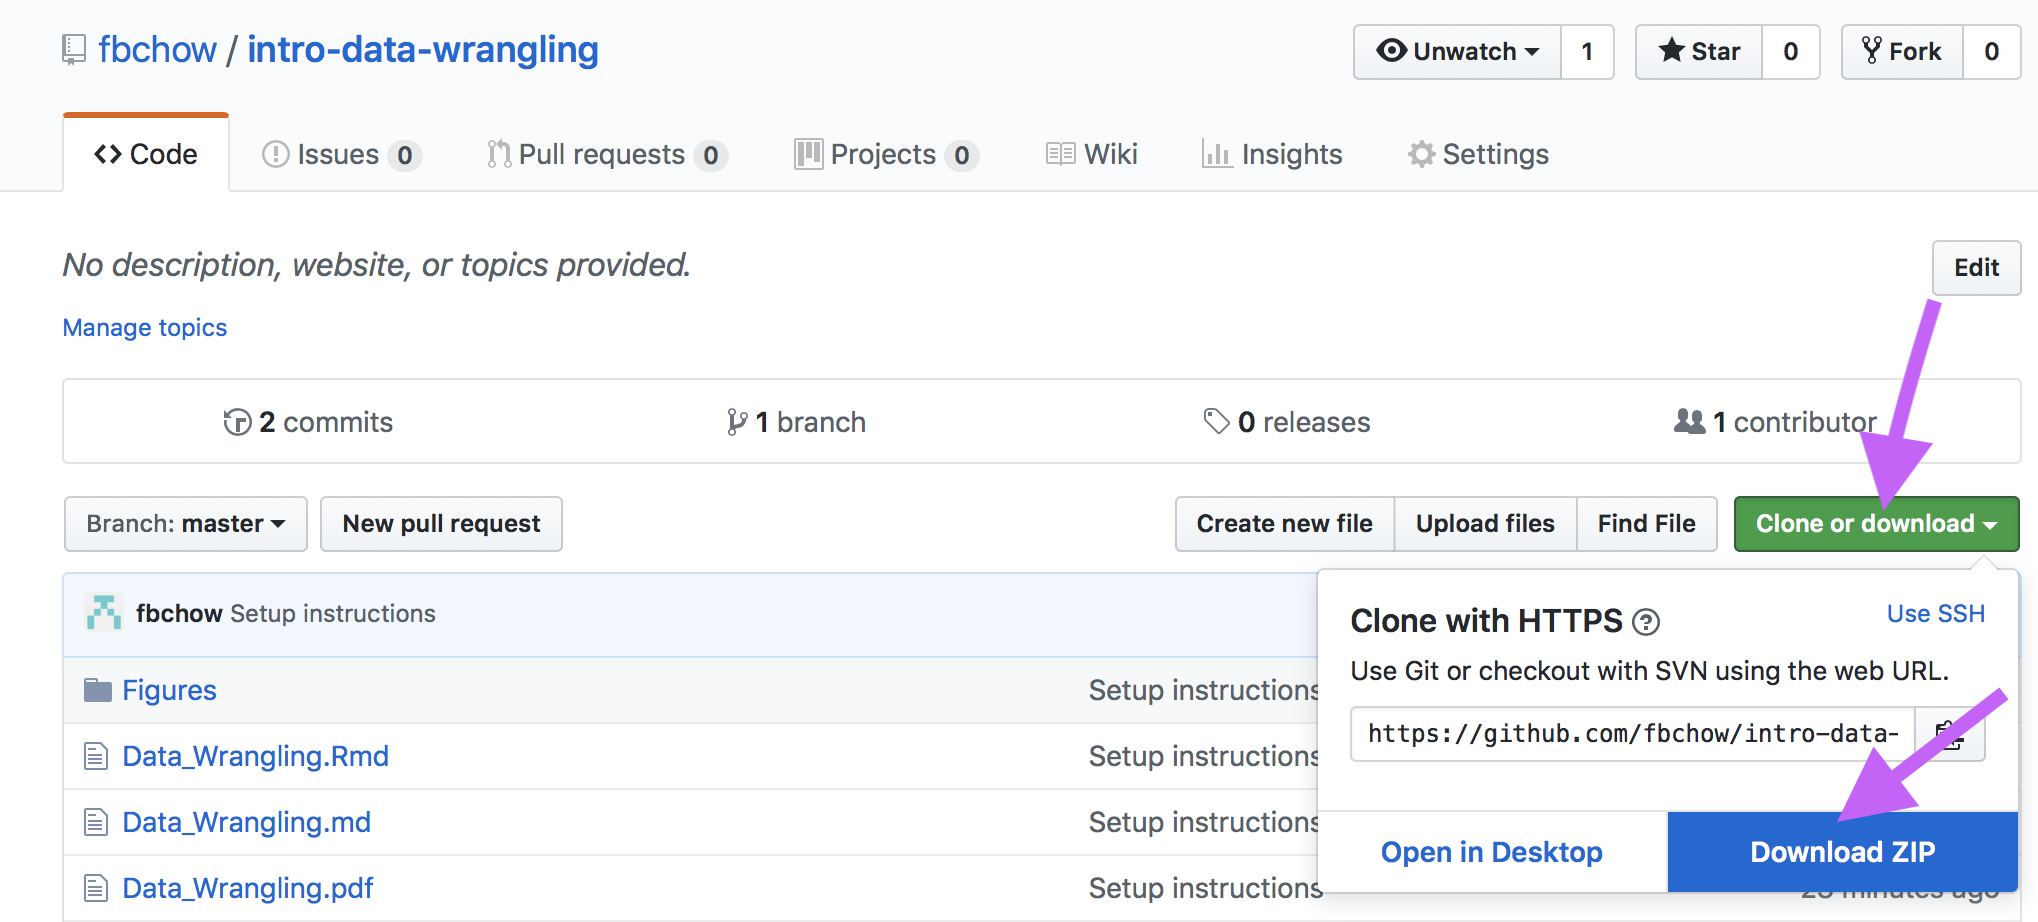 fbchow / intro-data-wrangling
Unwatch 1 Star 0 Fork 0
Code Issues 0 Pull requests 0 Projects 0 Wiki Insights Settings
No description, website, or topics provided.
Edit
Manage topics
2 commits 1 branch 0 releases 1 contributor
Branch: master New pull request Create new file Upload files Find File Clone or download
fbchow Setup instructions
Figures Setup instructions
Data_Wrangling.Rmd Setup instructions
Data_Wrangling.md Setup instructions
Data_Wrangling.pdf Setup instructions
Clone with HTTPS ? Use SSH
Use Git or checkout with SVN using the web URL.
https://github.com/fbchow/intro-data-
Open in Desktop Download ZIP
minutes ago